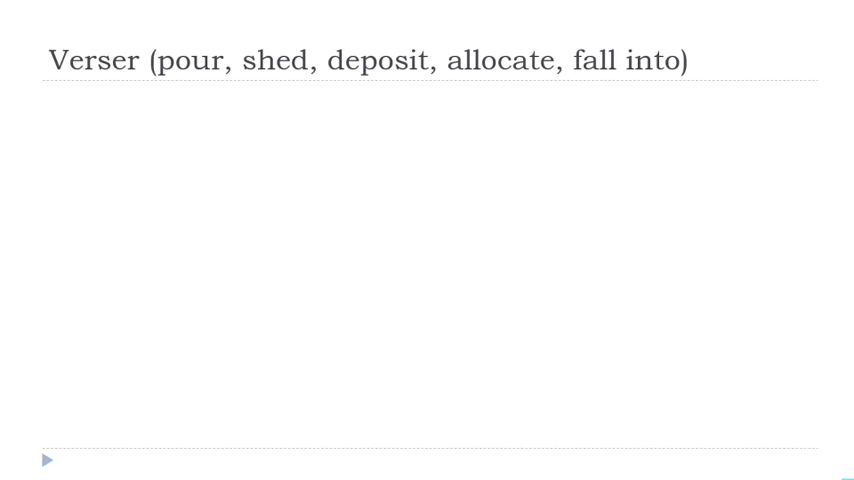 Verser (pour, shed, deposit, allocate, fall into)